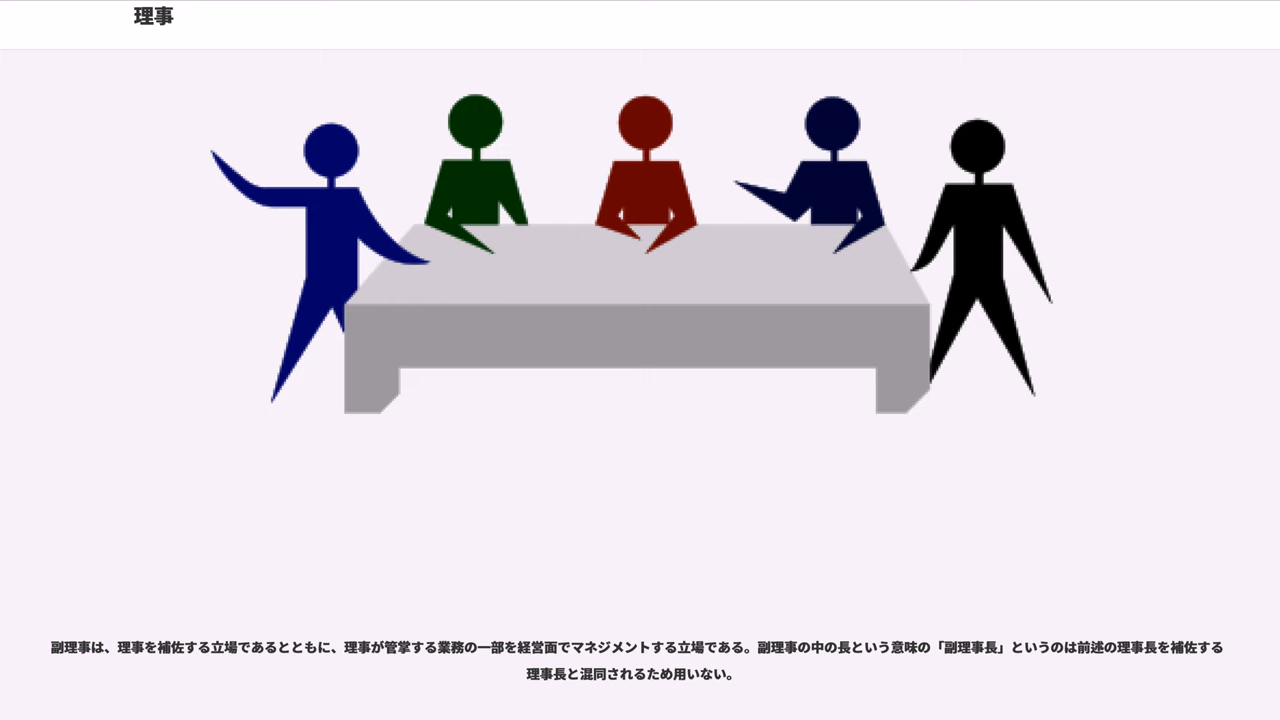 理事
副理事は、理事を補佐する立場であるとともに、理事が管掌する業務の一部を経営面でマネジメントする立場である。副理事の中の長という意味の「副理事長」というのは前述の理事長を補佐する
理事長と混同されるため用いない。